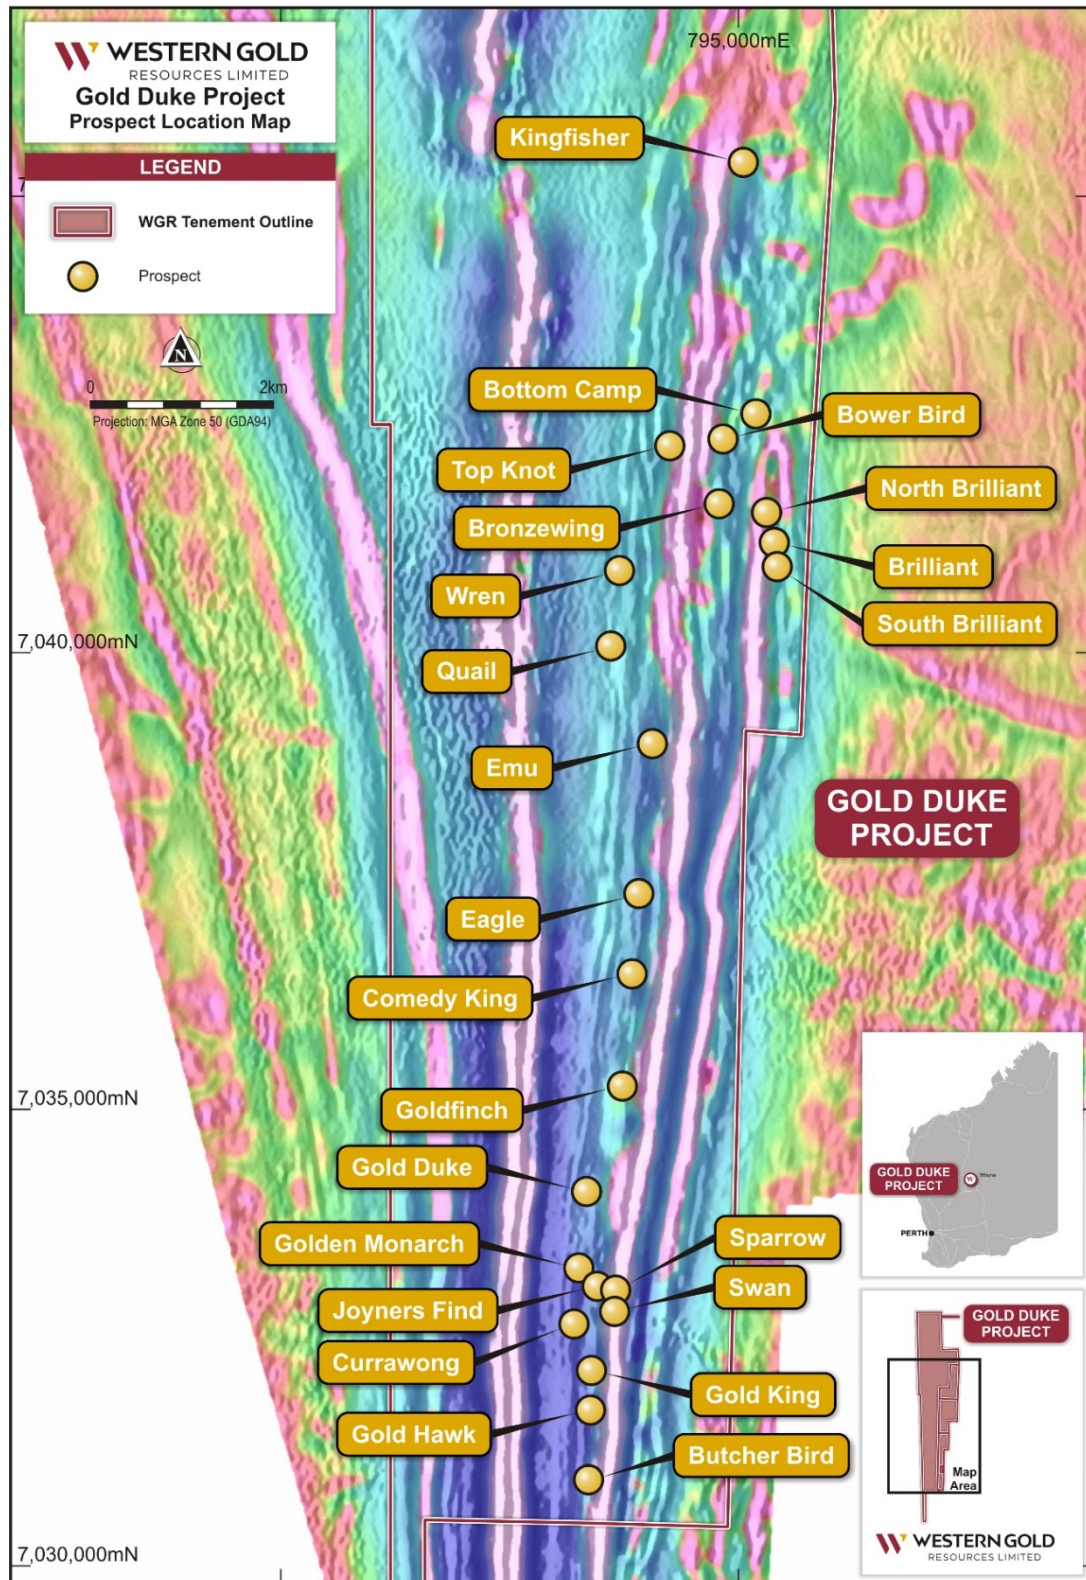 WESTERN GOLD
RESOURCES LIMITED
Gold Duke Project
Prospect Location Map
LEGEND
WGR Tenement Outline
Prospect
N
0 2km
Projection: MGA Zone 50 (GDA94)
795,000mE
Kingfisher
Bottom Camp
Bower Bird
Top Knot
North Brilliant
Bronzewing
Brilliant
Wren
South Brilliant
7,040,000mN
Quail
Emu
GOLD DUKE
PROJECT
Eagle
Comedy King
7,035,000mN
Goldfinch
Gold Duke
Golden Monarch
Sparrow
Joyners Find
Swan
Currawong
Gold King
Gold Hawk
Butcher Bird
7,030,000mN
GOLD DUKE
PROJECT
W
Wiluna
PERTH
GOLD DUKE
PROJECT
Map
Area
WESTERN GOLD
RESOURCES LIMITED